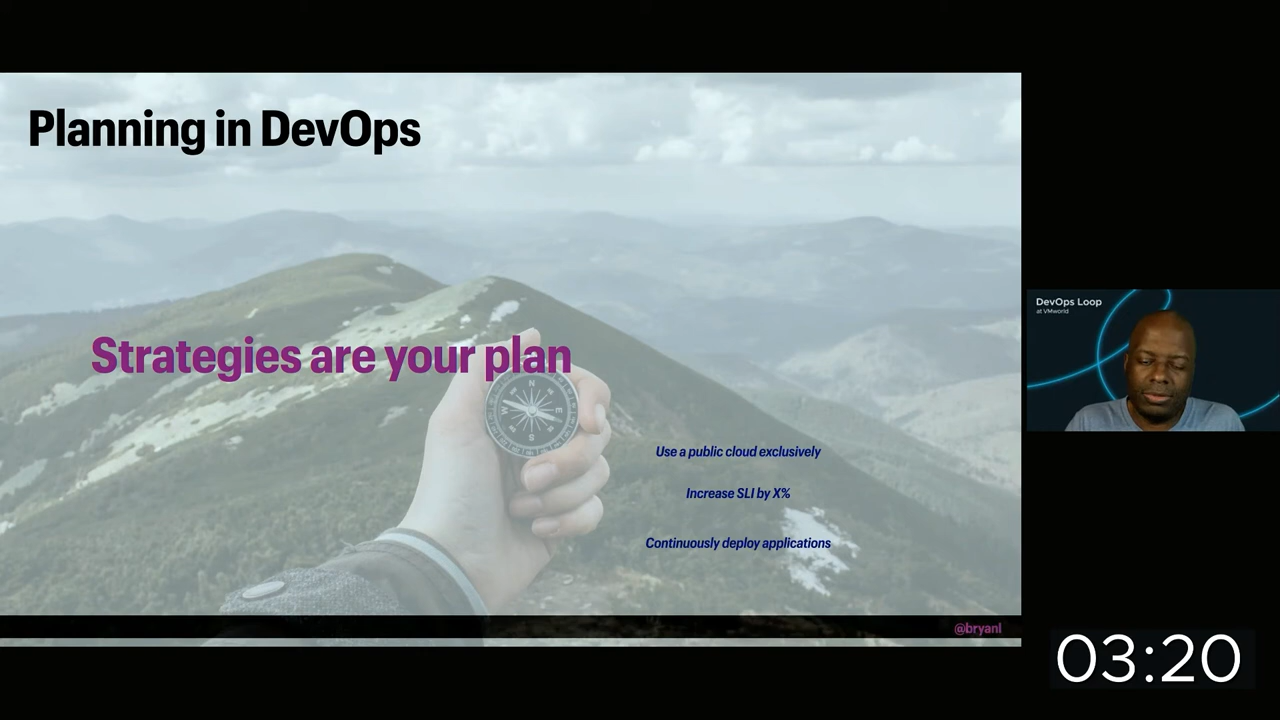 Planning in DevOps
Strategies are your plan
N
W
E
S
Use a public cloud exclusively
Increase SLI by X%
Continuously deploy applications
@bryanl
DevOps Loop
at VMworld
03:20